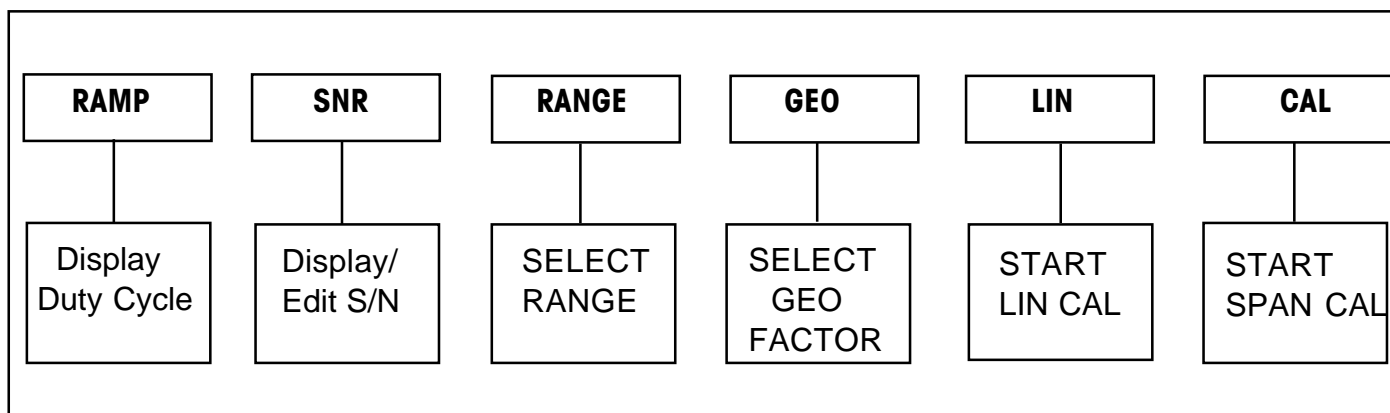 RAMP
SNR
RANGE
GEO
LIN
CAL
Display
Duty Cycle
Display/
Edit S/N
SELECT
RANGE
SELECT
GEO
FACTOR
START
LIN CAL
START
SPAN CAL